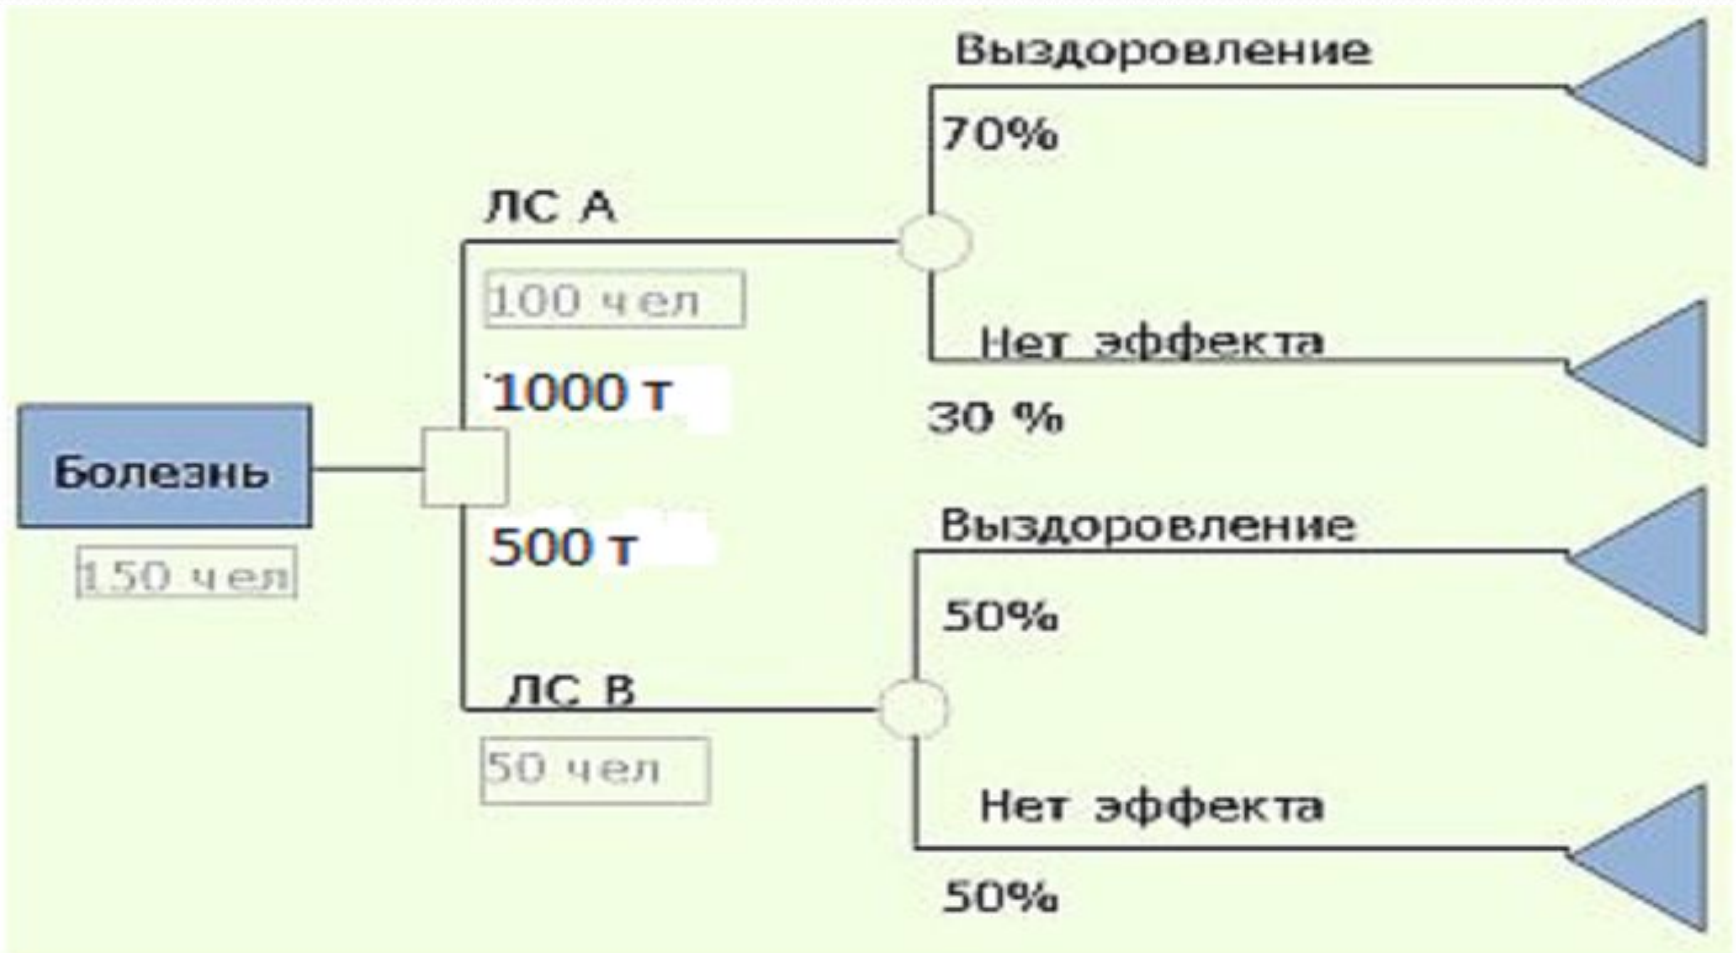 Выздоровление
70%
ЛС А
100 чел
1000 т
Нет эффекта
30 %
Болезнь
150 чел
500 т
Выздоровление
50%
ЛС В
50 чел
Нет эффекта
50%